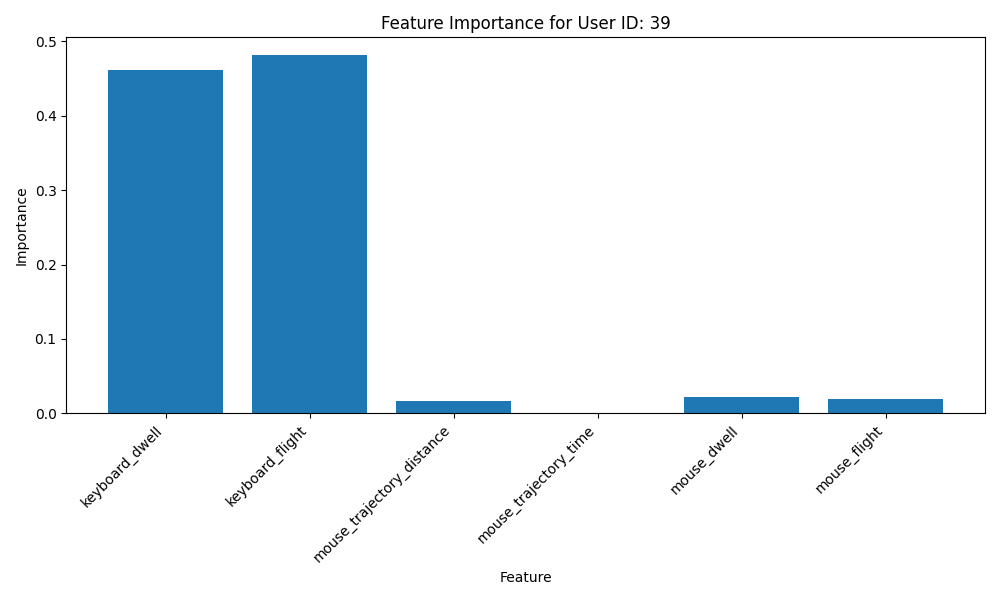 Feature Importance for User ID: 39
Importance
0.5
0.4
0.3
0.2
0.1
0.0
keyboard_dwell
keyboard_flight
mouse_trajectory_distance
mouse_trajectory_time
mouse_dwell
mouse_flight
Feature